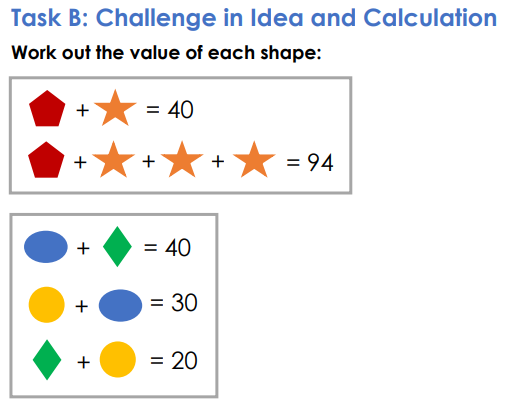 Task B: Challenge in Idea and Calculation
Work out the value of each shape:
+ = 40
+ + + = 94
+ = 40
+ = 30
+ = 20